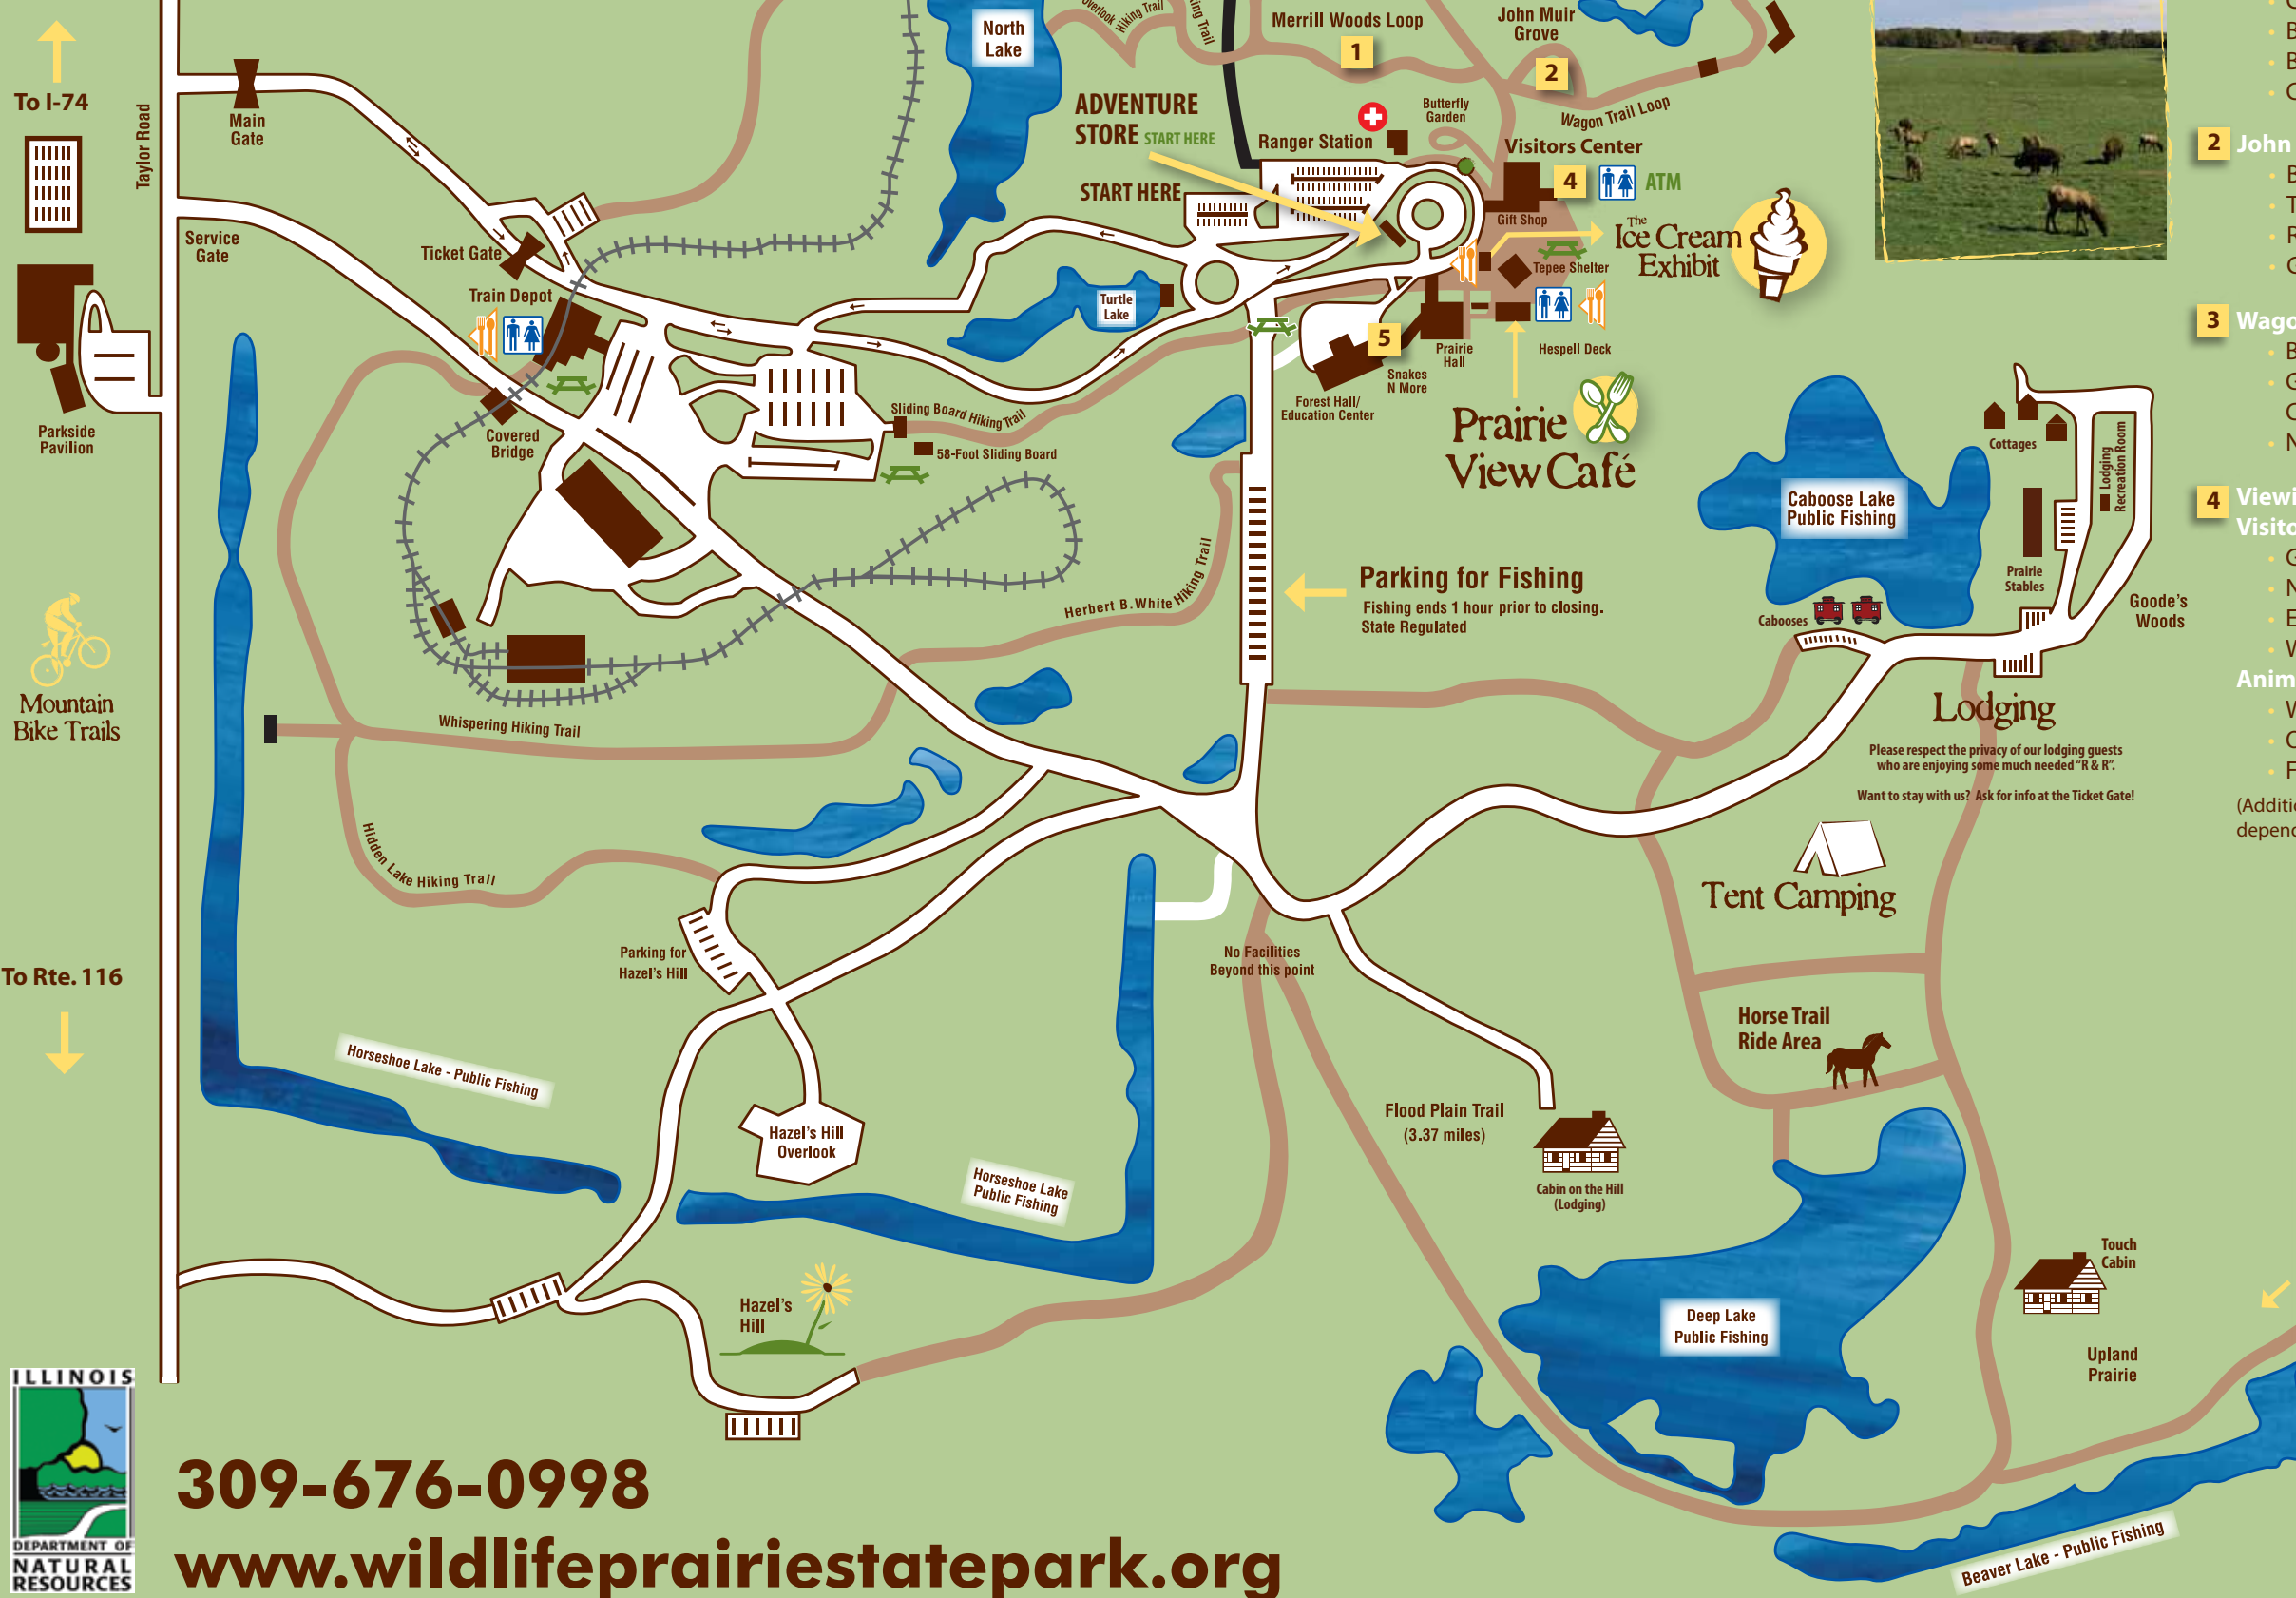 To I-74
Taylor Road
Main
Gate
Service
Gate
Ticket Gate
Train Depot
Parkside
Pavilion
Covered
Bridge
North
Lake
Overlook Hiking Trail
Trail
Merrill Woods Loop
1
John Muir
Grove
2
Wagon Trail Loop
ADVENTURE
STORE START HERE
START HERE
Ranger Station
Butterfly
Garden
Visitors Center
4
ATM
Gift Shop
The
Ice Cream
Exhibit
Tepee Shelter
Turtle
Lake
5
Prairie
Hall
Hespell Deck
Snakes
N More
Forest Hall/
Education Center
Prairie
View Café
Sliding Board Hiking Trail
58-Foot Sliding Board
Cottages
Lodging
Recreation Room
Caboose Lake
Public Fishing
Prairie
Stables
Cabooses
Goode's
Woods
Parking for Fishing
Fishing ends 1 hour prior to closing.
State Regulated
Herbert B. White Hiking Trail
Mountain
Bike Trails
Whispering Hiking Trail
Lodging
Please respect the privacy of our lodging guests
who are enjoying some much needed "R & R".
Want to stay with us? Ask for info at the Ticket Gate!
Hidden Lake Hiking Trail
Tent Camping
Parking for
Hazel's Hill
No Facilities
Beyond this point
To Rte. 116
Horse Trail
Ride Area
Horseshoe Lake - Public Fishing
Hazel's Hill
Overlook
Horseshoe Lake
Public Fishing
Flood Plain Trail
(3.37 miles)
Cabin on the Hill
(Lodging)
Touch
Cabin
Hazel's
Hill
Deep Lake
Public Fishing
Upland
Prairie
Beaver Lake - Public Fishing
ILLINOIS
DEPARTMENT OF
NATURAL
RESOURCES
309-676-0998
www.wildlifeprairiestatepark.org
2 John
3
4